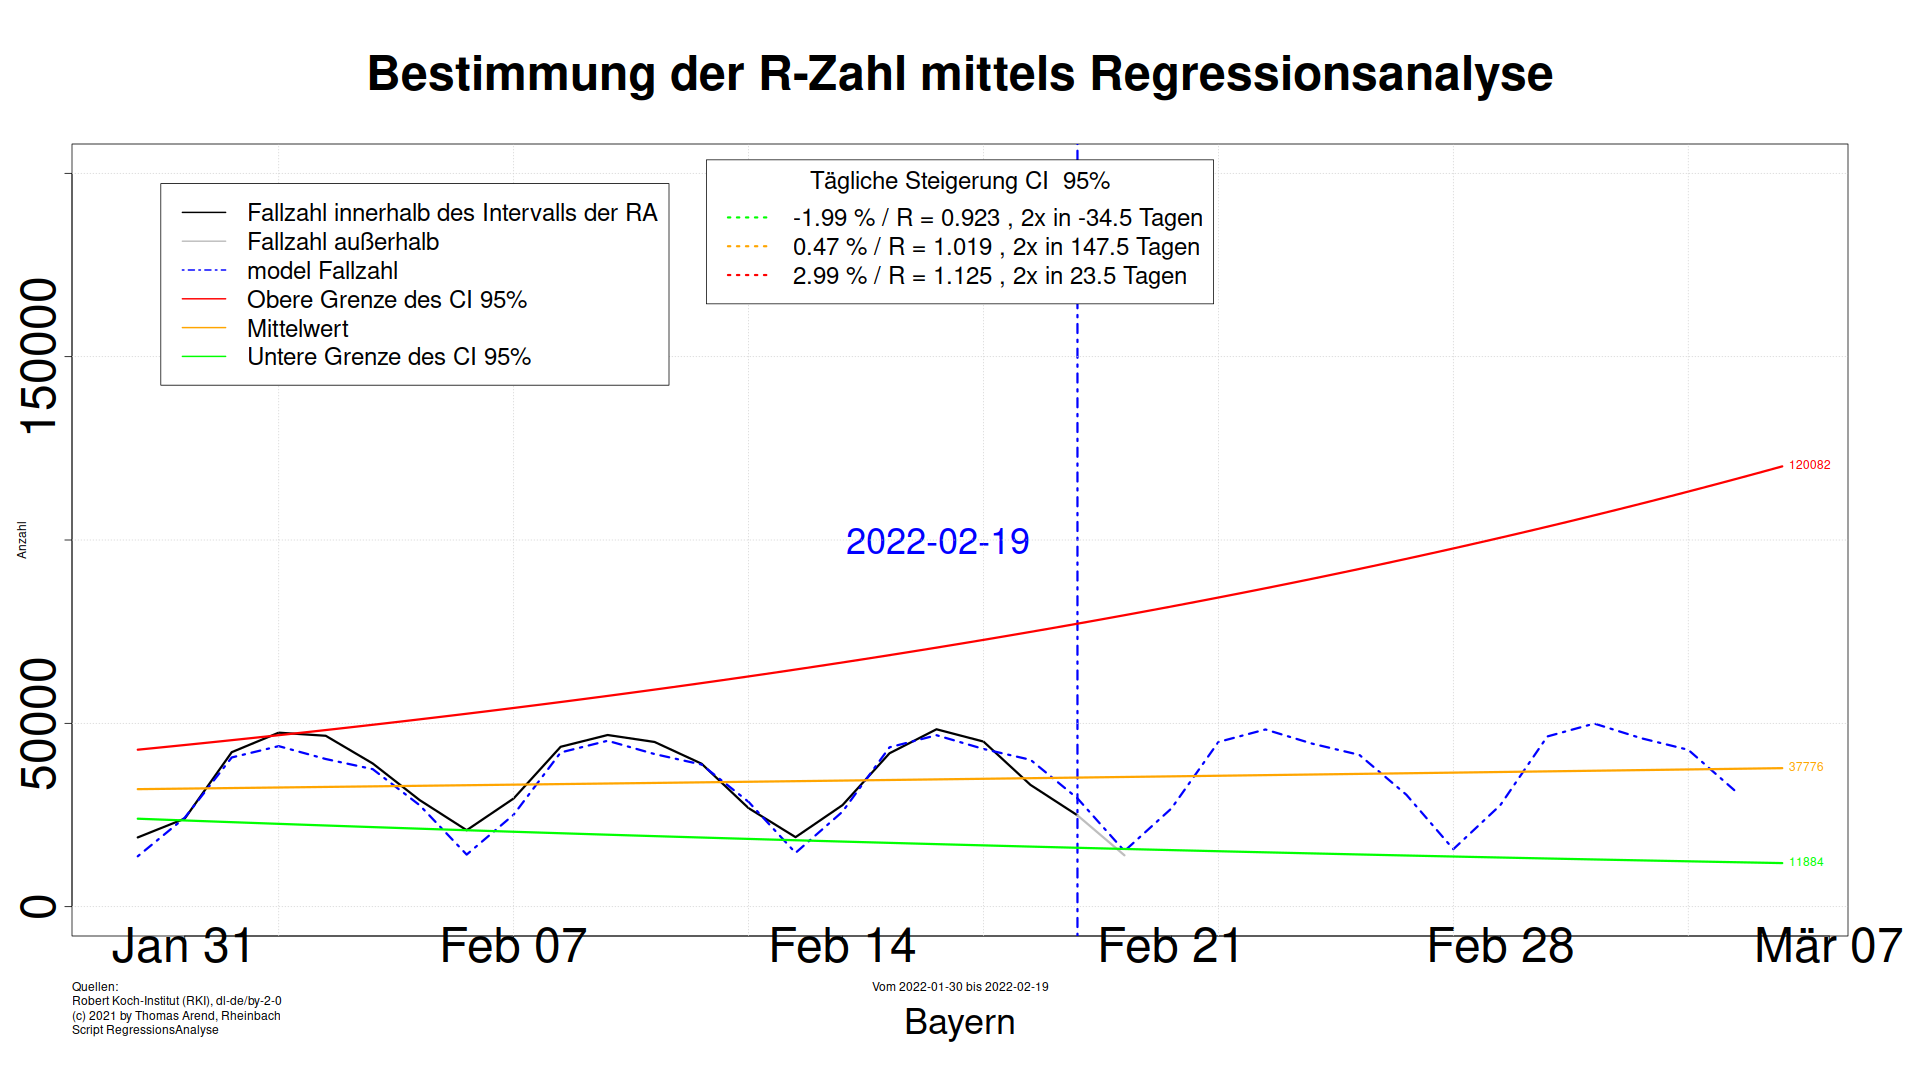 Bestimmung der R-Zahl mittels Regressionsanalyse
Fallzahl innerhalb des Intervalls der RA
Fallzahl außerhalb
model Fallzahl
Obere Grenze des CI 95%
Mittelwert
Untere Grenze des CI 95%
Tägliche Steigerung CI  95%
-1.99 % / R = 0.923 , 2x in -34.5 Tagen
0.47 % / R = 1.019 , 2x in 147.5 Tagen
2.99 % / R = 1.125 , 2x in 23.5 Tagen
150000
50000
0
Anzahl
2022-02-19
120082
37776
11884
Jan 31
Feb 07
Feb 14
Feb 21
Feb 28
Mär 07
Quellen:
Robert Koch-Institut (RKI), dl-de/by-2-0
(c) 2021 by Thomas Arend, Rheinbach
Script RegressionsAnalyse
Vom 2022-01-30 bis 2022-02-19
Bayern